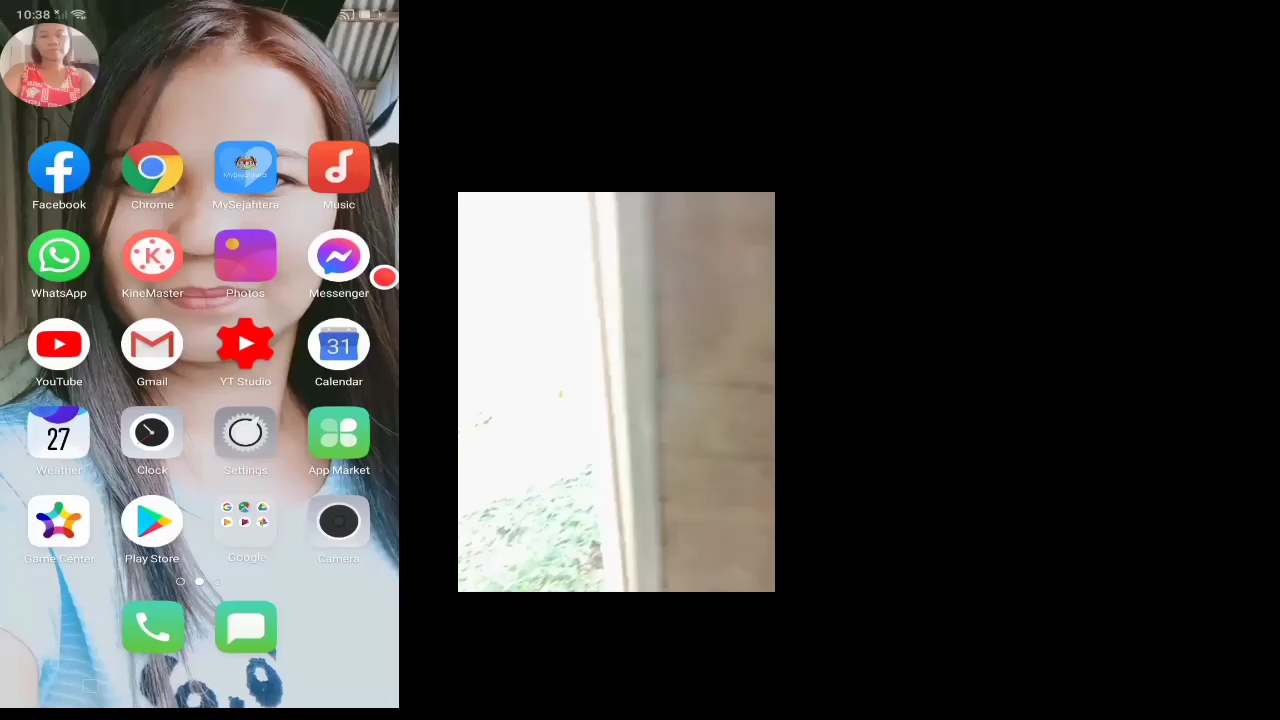 10:38
MySejahtera
Facebook Chrome MySejahtera Music
K
WhatsApp KineMaster Photos Messenger
31
YouTube Gmail YT Studio Calendar
27
Weather Clock Settings App Market
Game Center Play Store Google Camera